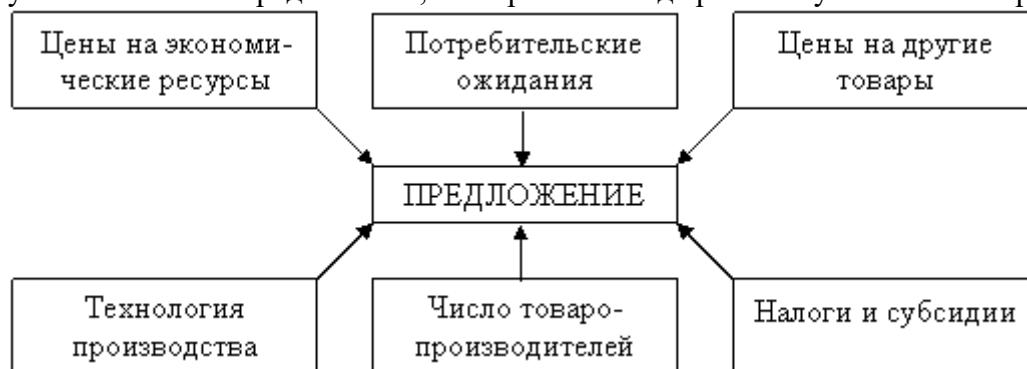 Цены на экономи-
ческие ресурсы
Потребительские
ожидания
Цены на другие
товары
ПРЕДЛОЖЕНИЕ
Технология
производства
Число товаро-
производителей
Налоги и субсидии